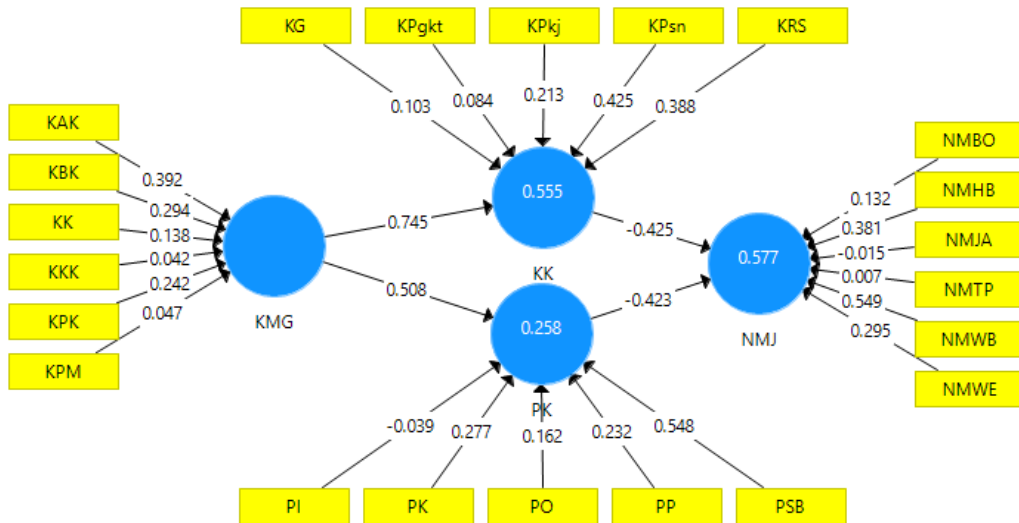 KG
KPgkt
KPkj
KPsn
KRS
0.103
0.084
0.213
0.425
0.388
KAK
KBK
KK
KKK
KPK
KPM
0.392
0.294
0.138
0.042
0.242
0.047
KMG
0.745
0.508
0.555
KK
0.258
PK
-0.425
-0.423
0.577
NMJ
0.132
0.381
-0.015
0.007
0.549
0.295
NMBO
NMHB
NMJA
NMTP
NMWB
NMWE
-0.039
0.277
0.162
0.232
0.548
PI
PK
PO
PP
PSB